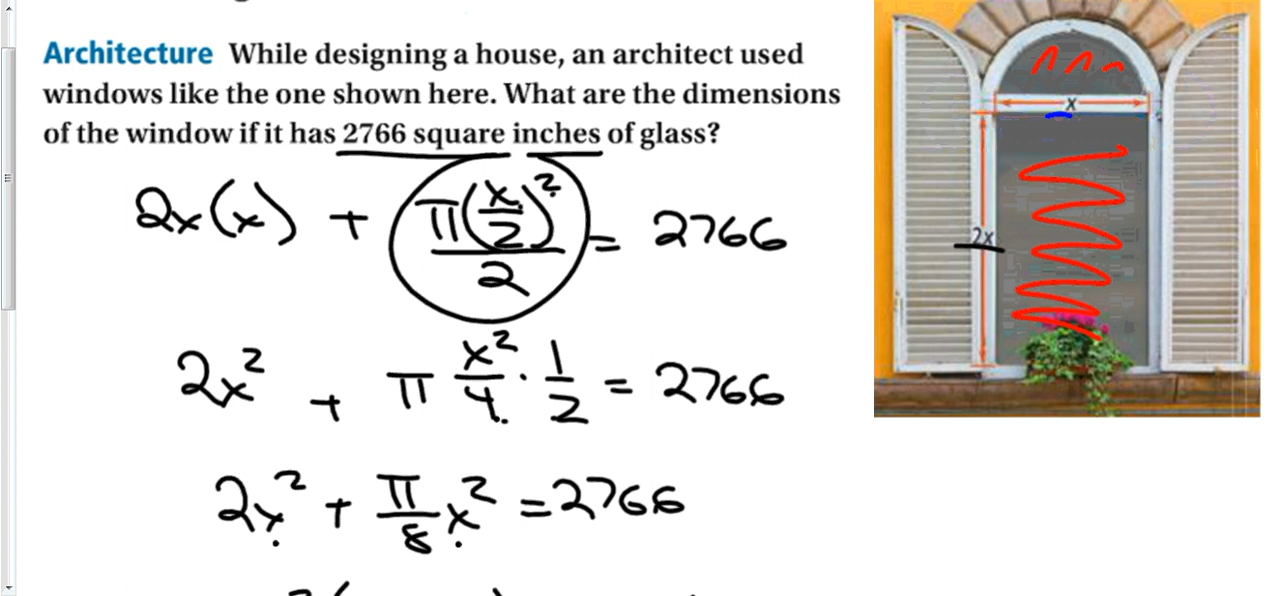 Architecture While designing a house, an architect used
windows like the one shown here. What are the dimensions
of the window if it has 2766 square inches of glass?
2x(x) + π(x/2)²/2 = 2766
2x² + π x²/4 · 1/2 = 2766
2x² + π/8 x² = 2766
x
2x